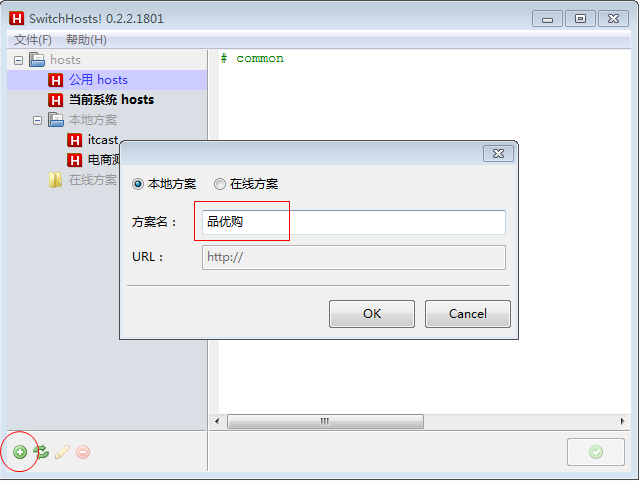 SwitchHosts! 0.2.2.1801
文件(F) 帮助(H)
hosts
公用 hosts
当前系统 hosts
本地方案
itcast
电商
在线方案
# common
本地方案 在线方案
方案名： 品优购
URL： http://
OK Cancel